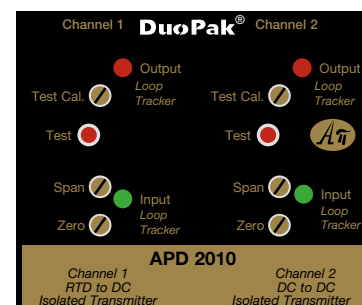 Channel 1 DuoPak® Channel 2
Output
Loop
Tracker
Test Cal.
Test
Span
Input
Loop
Tracker
Zero
Output
Loop
Tracker
Test Cal.
Test
Aπ
Span
Input
Loop
Tracker
Zero
APD 2010
Channel 1
RTD to DC
Isolated Transmitter
Channel 2
DC to DC
Isolated Transmitter